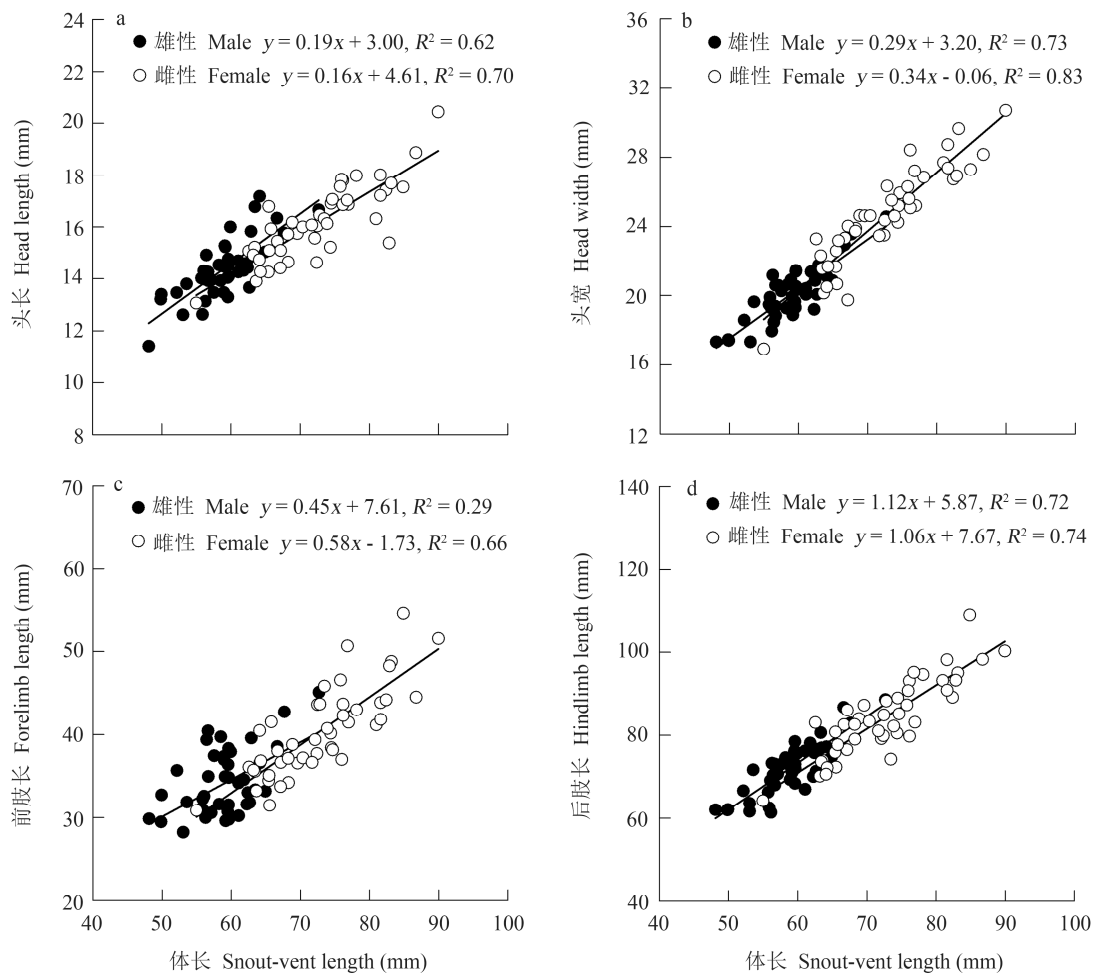 a
雄性 Male y = 0.19x + 3.00, R² = 0.62
雌性 Female y = 0.16x + 4.61, R² = 0.70
24
22
20
18
16
14
12
10
8
头长 Head length (mm)
b
雄性 Male y = 0.29x + 3.20, R² = 0.73
雌性 Female y = 0.34x - 0.06, R² = 0.83
36
32
28
24
20
16
12
头宽 Head width (mm)
c
雄性 Male y = 0.45x + 7.61, R² = 0.29
雌性 Female y = 0.58x - 1.73, R² = 0.66
70
60
50
40
30
20
前肢长 Forelimb length (mm)
40 50 60 70 80 90 100
体长 Snout-vent length (mm)
d
雄性 Male y = 1.12x + 5.87, R² = 0.72
雌性 Female y = 1.06x + 7.67, R² = 0.74
140
120
100
80
60
40
后肢长 Hindlimb length (mm)
40 50 60 70 80 90 100
体长 Snout-vent length (mm)